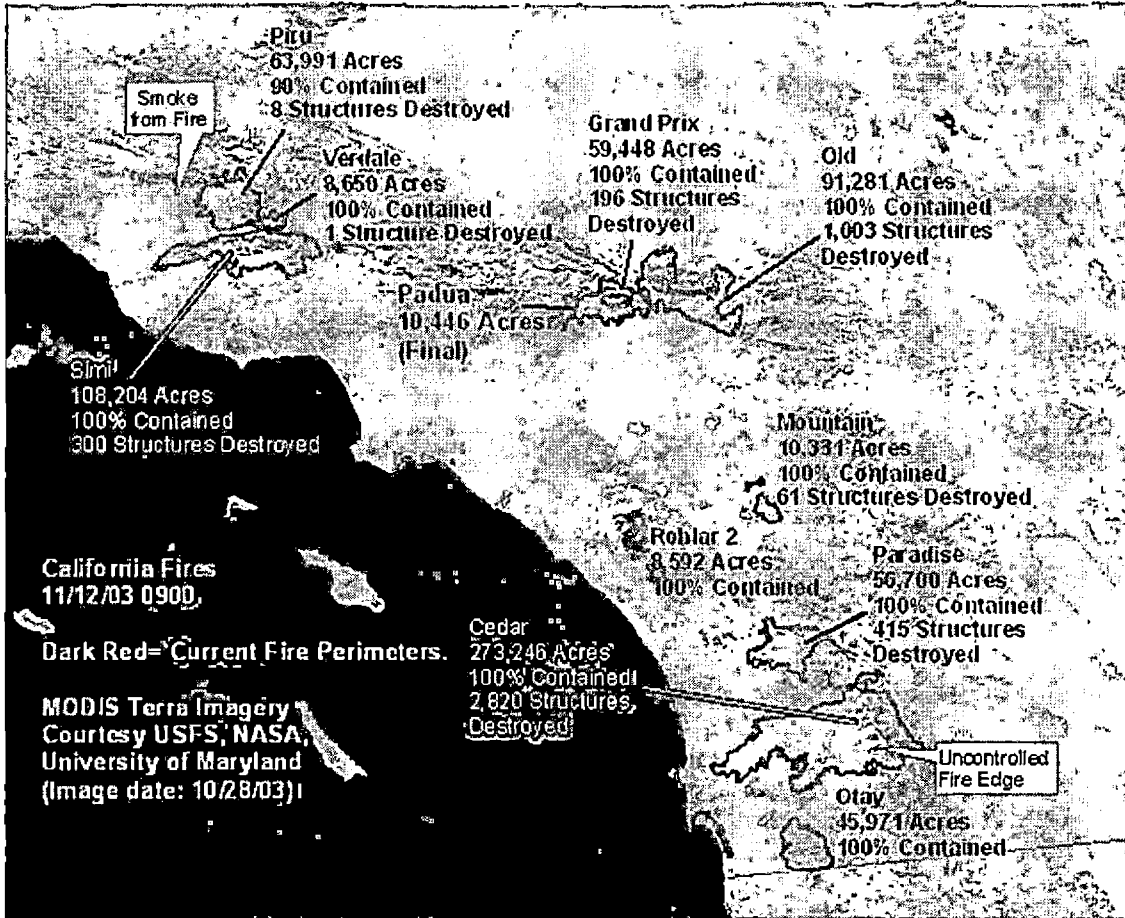 Piru
63,991 Acres
90% Contained
8 Structures Destroyed
Smoke
from Fire
Verdale
8,650 Acres
100% Contained
1 Structure Destroyed
Grand Prix
59,448 Acres
100% Contained
196 Structures
Destroyed
Old
91,281 Acres
100% Contained
1,003 Structures
Destroyed
Padua
10,446 Acres
(Final)
Simi
108,204 Acres
100% Contained
300 Structures Destroyed
Mountain
10,331 Acres
100% Contained
61 Structures Destroyed
Roblar 2
8,592 Acres
100% Contained
Paradise
56,700 Acres
100% Contained
415 Structures
Destroyed
California Fires
11/12/03 0900
Dark Red= Current Fire Perimeters.
MODIS Terra Imagery
Courtesy USFS, NASA,
University of Maryland
(Image date: 10/28/03)
Cedar
273,246 Acres
100% Contained
2,820 Structures
Destroyed
Uncontrolled
Fire Edge
Otay
45,971 Acres
100% Contained